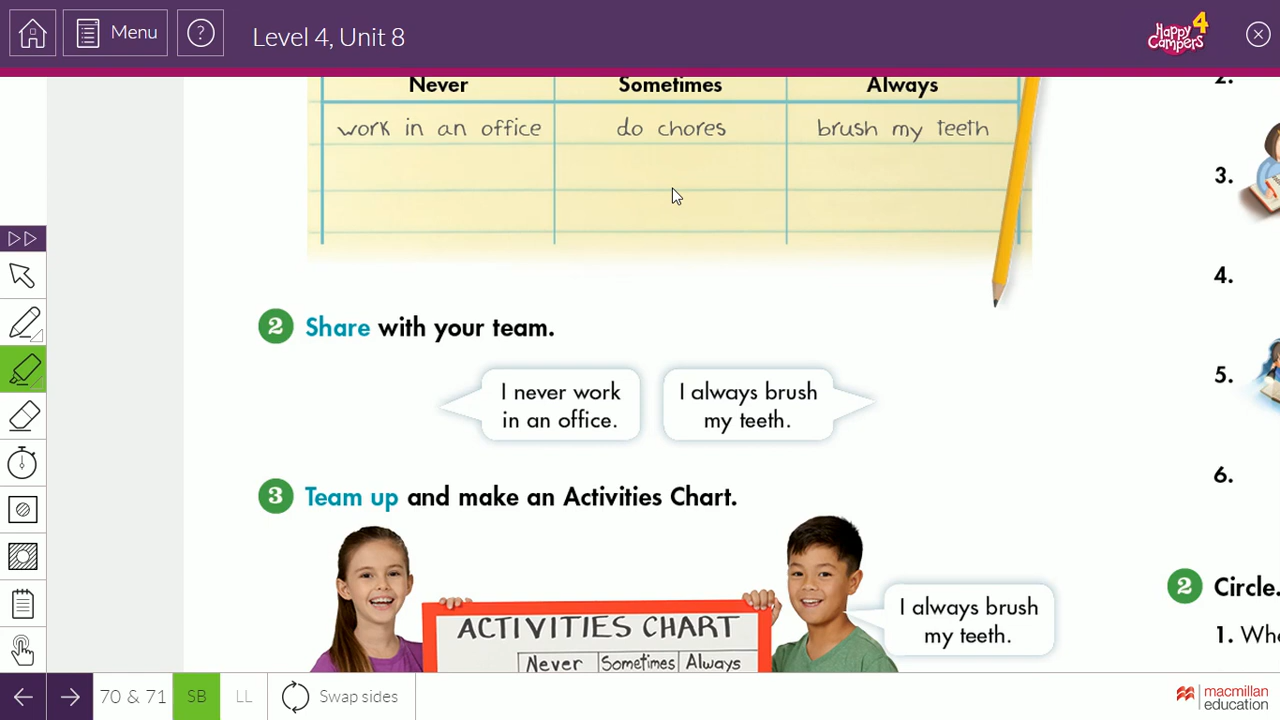 Menu
?
Level 4, Unit 8
Happy Campers 4
Never Sometimes Always
work in an office do chores brush my teeth
2 Share with your team.
I never work
in an office.
I always brush
my teeth.
3 Team up and make an Activities Chart.
ACTIVITIES CHART
Never Sometimes Always
I always brush
my teeth.
3.
4.
5.
6.
2 Circle.
1.
70 & 71
SB
LL
Swap sides
macmillan
education